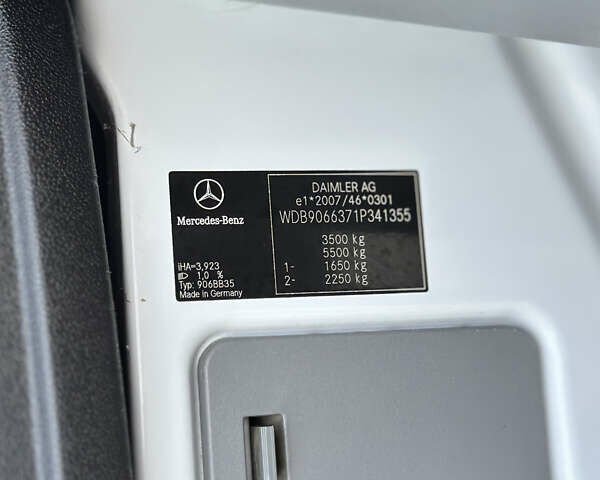 Mercedes-Benz
iHA=3,923
1,0 %
Typ: 906BB35
Made in Germany
DAIMLER AG
e1*2007/46*0301
WDB9066371P341355
3500 kg
5500 kg
1- 1650 kg
2- 2250 kg